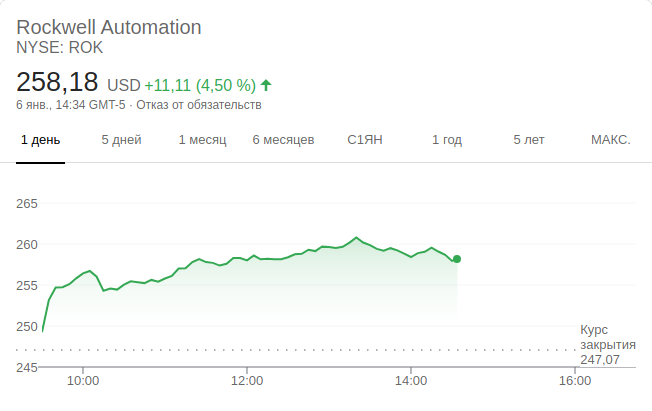 Rockwell Automation
NYSE: ROK
258,18 USD +11,11 (4,50 %)
6 янв., 14:34 GMT-5 · Отказ от обязательств
1 день 5 дней 1 месяц 6 месяцев С1ЯН 1 год 5 лет МАКС.
265
260
255
250
Курс
закрытия
247,07
245
10:00 12:00 14:00 16:00